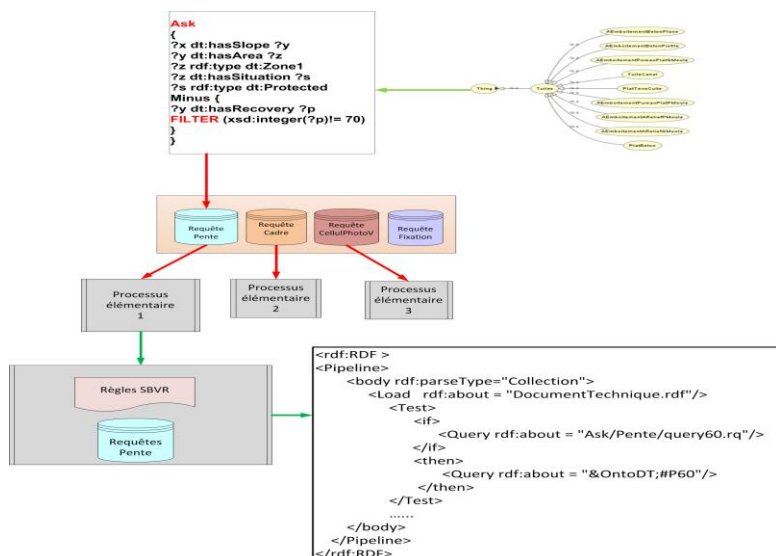 Ask
{
?x dt:hasSlope ?y
?y dt:hasArea ?z
?z rdf:type dt:Zone1
?z dt:hasSituation ?s
?s rdf:type dt:Protected
Minus {
?y dt:hasRecovery ?p
FILTER (xsd:integer(?p)!= 70)
}
}
Thing
Tuiles
TuileCanal
PlatTerreCuite
PlatBeton
Requête
Pente
Requête
Cadre
Requête
CellulPhotoV
Requête
Fixation
Processus
élémentaire
1
Processus
élémentaire
2
Processus
élémentaire
3
Règles SBVR
Requêtes
Pente
<rdf:RDF >
<Pipeline>
<body rdf:parseType="Collection">
<Load rdf:about = "DocumentTechnique.rdf"/>
<Test>
<if>
<Query rdf:about = "Ask/Pente/query60.rq"/>
</if>
<then>
<Query rdf:about = "&OntoDT;#P60"/>
</then>
</Test>
......
</body>
</Pipeline>
</rdf:RDF>